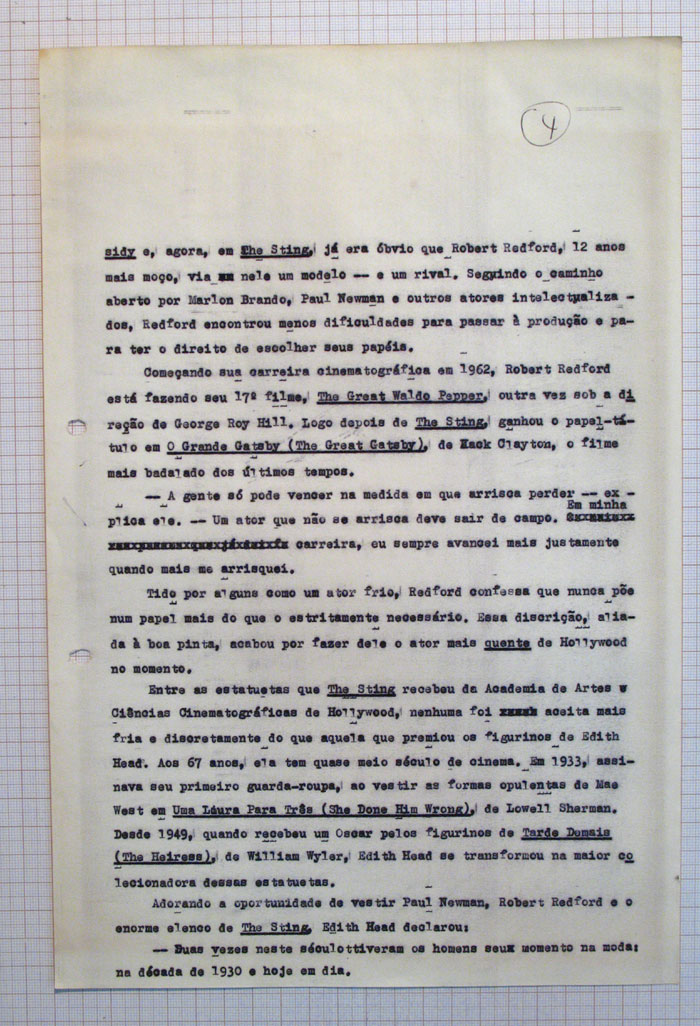 4
sidy e, agora, em The Sting, já era óbvio que Robert Redford, 12 anos
mais moço, via nele um modelo -- e um rival. Seguindo o caminho
aberto por Marlon Brando, Paul Newman e outros atores intelectualiza -
dos, Redford encontrou menos dificuldades para passar à produção e pa-
ra ter o direito de escolher seus papéis.
Começando sua carreira cinematográfica em 1962, Robert Redford
está fazendo seu 17º filme, The Great Waldo Pepper, outra vez sob a di
reção de George Roy Hill. Logo depois de The Sting, ganhou o papel-tí-
tulo em O Grande Gatsby (The Great Gatsby), de Jack Clayton, o filme
mais badalado dos últimos tempos.
-- A gente só pode vencer na medida em que arrisca perder -- ex -
plica ele. -- Um ator que não se arrisca deve sair de campo. Em minha
carreira, eu sempre avancei mais justamente
quando mais me arrisquei.
Tido por alguns como um ator frio, Redford confessa que nunca põe
num papel mais do que o estritamente necessário. Essa discrição, alia-
da à boa pinta, acabou por fazer dele o ator mais quente de Hollywood
no momento.
Entre as estatuetas que The Sting recebeu da Academia de Artes e
Ciências Cinematográficas de Hollywood, nenhuma foi aceita mais
fria e discretamente do que aquela que premiou os figurinos de Edith
Head. Aos 67 anos, ela tem quase meio século de cinema. Em 1933, assi-
nava seu primeiro guarda-roupa, ao vestir as formas opulentas de Mae
West em Uma Loura Para Três (She Done Him Wrong), de Lowell Sherman.
Desde 1949, quando recebeu um Oscar pelos figurinos de Tarde Demais
(The Heiress), de William Wyler, Edith Head se transformou na maior co
lecionadora dessas estatuetas.
Adorando a oportunidade de vestir Paul Newman, Robert Redford e o
enorme elenco de The Sting, Edith Head declarou:
-- Duas vezes neste séculottiveram os homens seu momento na moda:
na década de 1930 e hoje em dia.